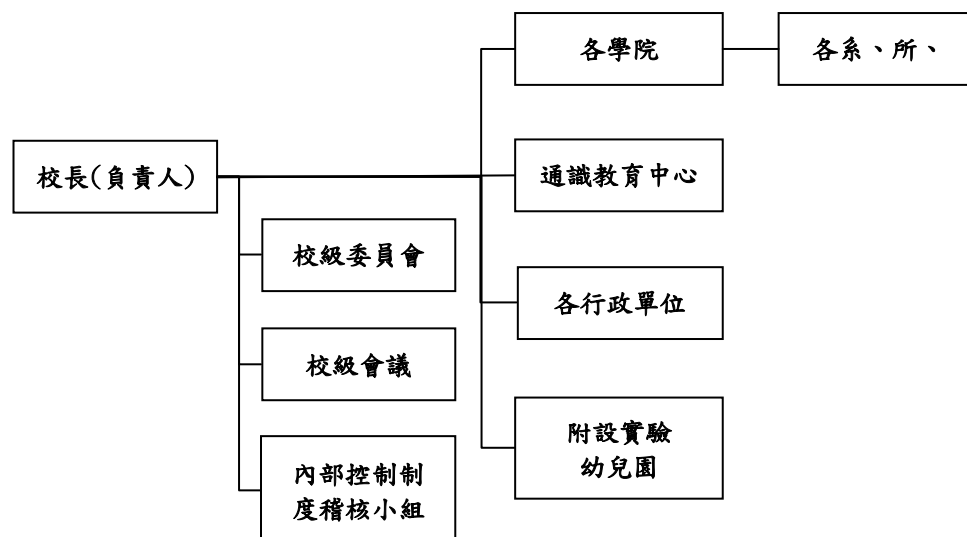 各學院
各系、所、
校長(負責人)
通識教育中心
校級委員會
各行政單位
校級會議
附設實驗
幼兒園
內部控制制
度稽核小組